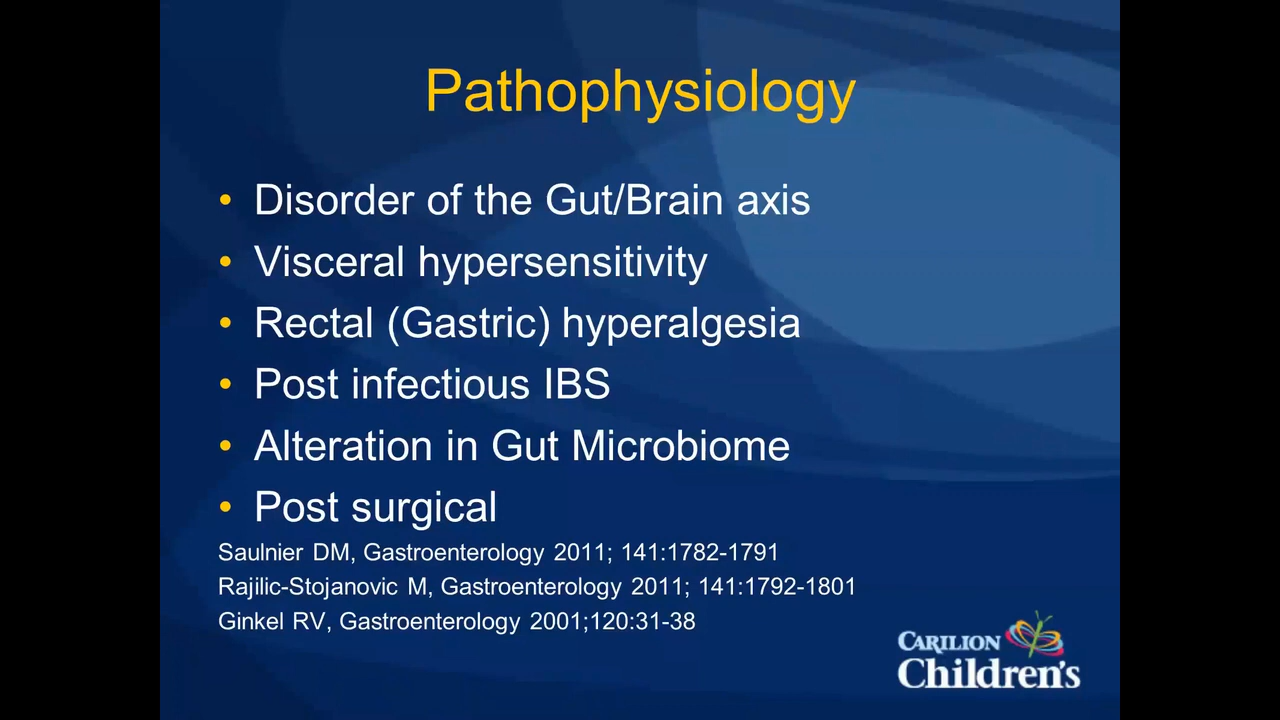 Pathophysiology
• Disorder of the Gut/Brain axis
• Visceral hypersensitivity
• Rectal (Gastric) hyperalgesia
• Post infectious IBS
• Alteration in Gut Microbiome
• Post surgical
Saulnier DM, Gastroenterology 2011; 141:1782-1791
Rajilic-Stojanovic M, Gastroenterology 2011; 141:1792-1801
Ginkel RV, Gastroenterology 2001;120:31-38
CARILION
Children's